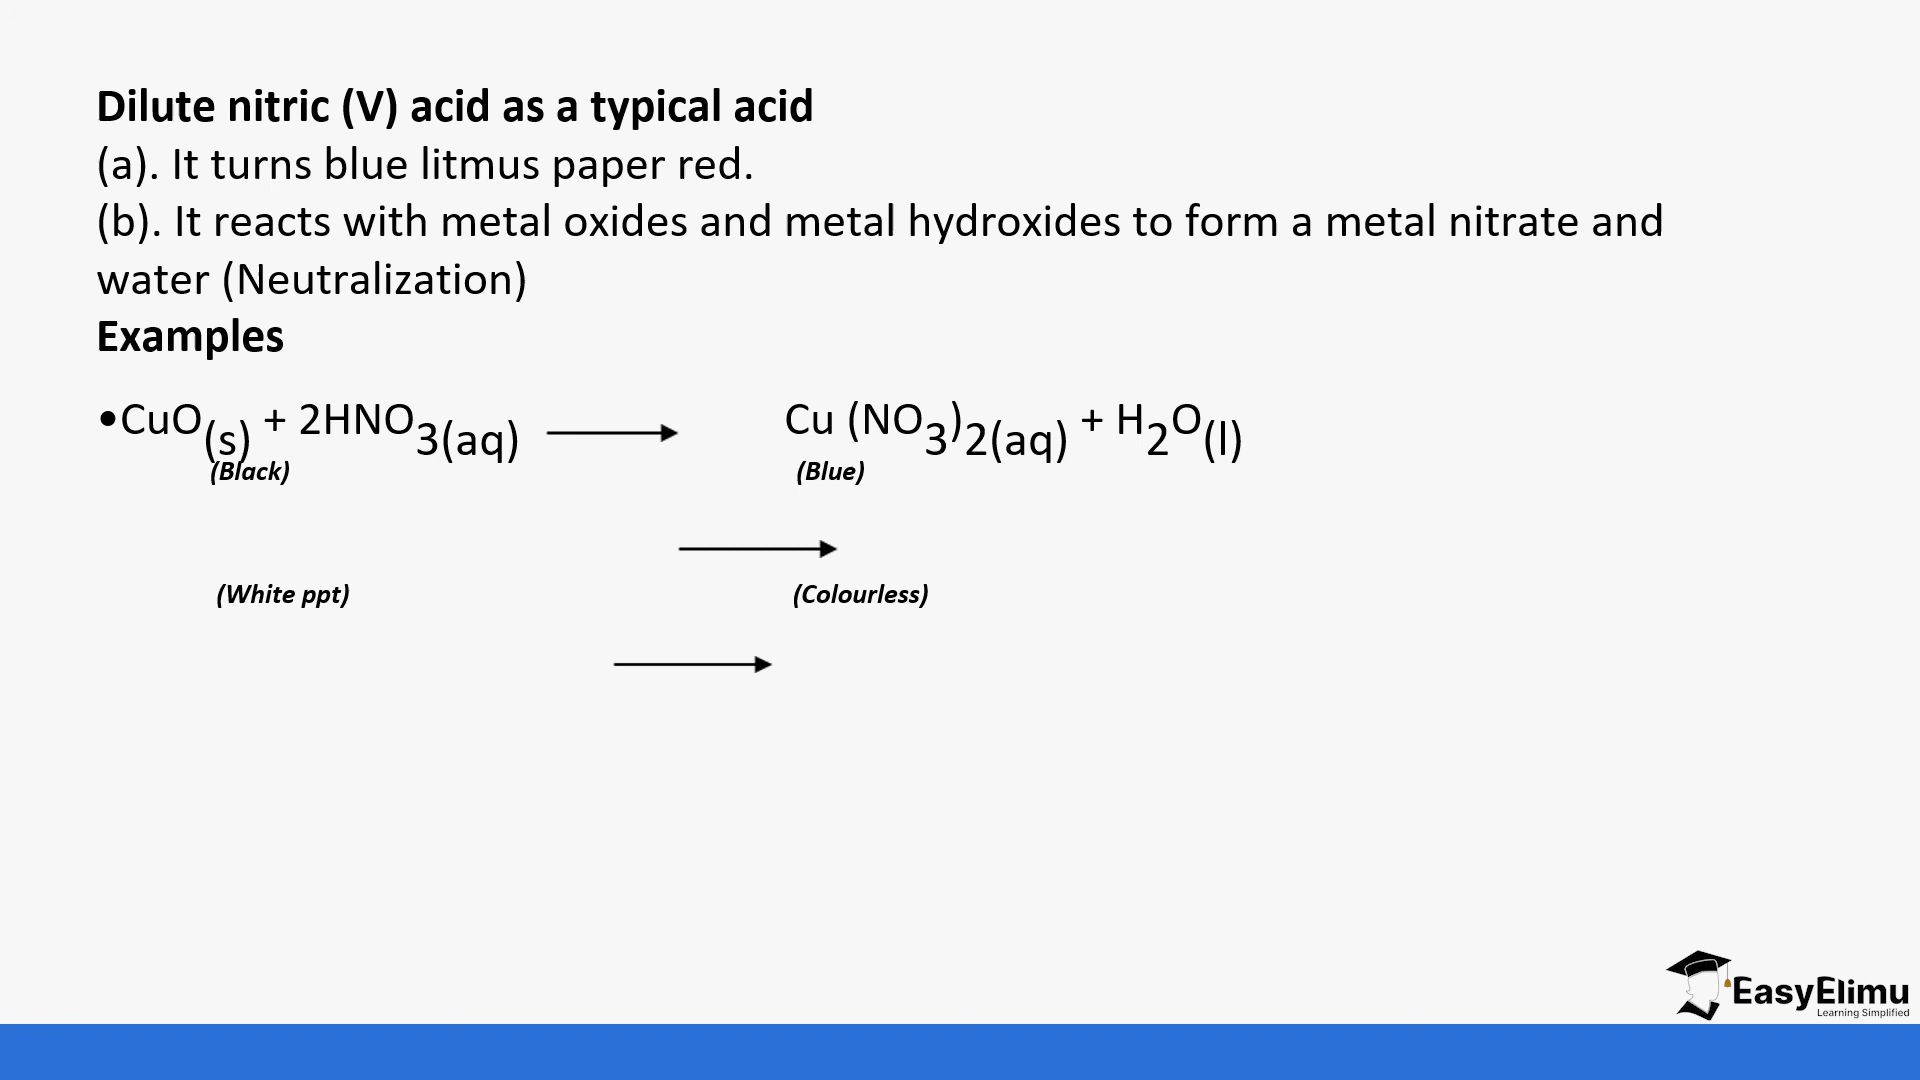 Dilute nitric (V) acid as a typical acid
(a). It turns blue litmus paper red.
(b). It reacts with metal oxides and metal hydroxides to form a metal nitrate and
water (Neutralization)
Examples
•CuO(s) + 2HNO3(aq) ⟶ Cu (NO3)2(aq) + H2O(l)
(Black) (Blue)
(White ppt) (Colourless)
EasyElimu
Learning Simplified